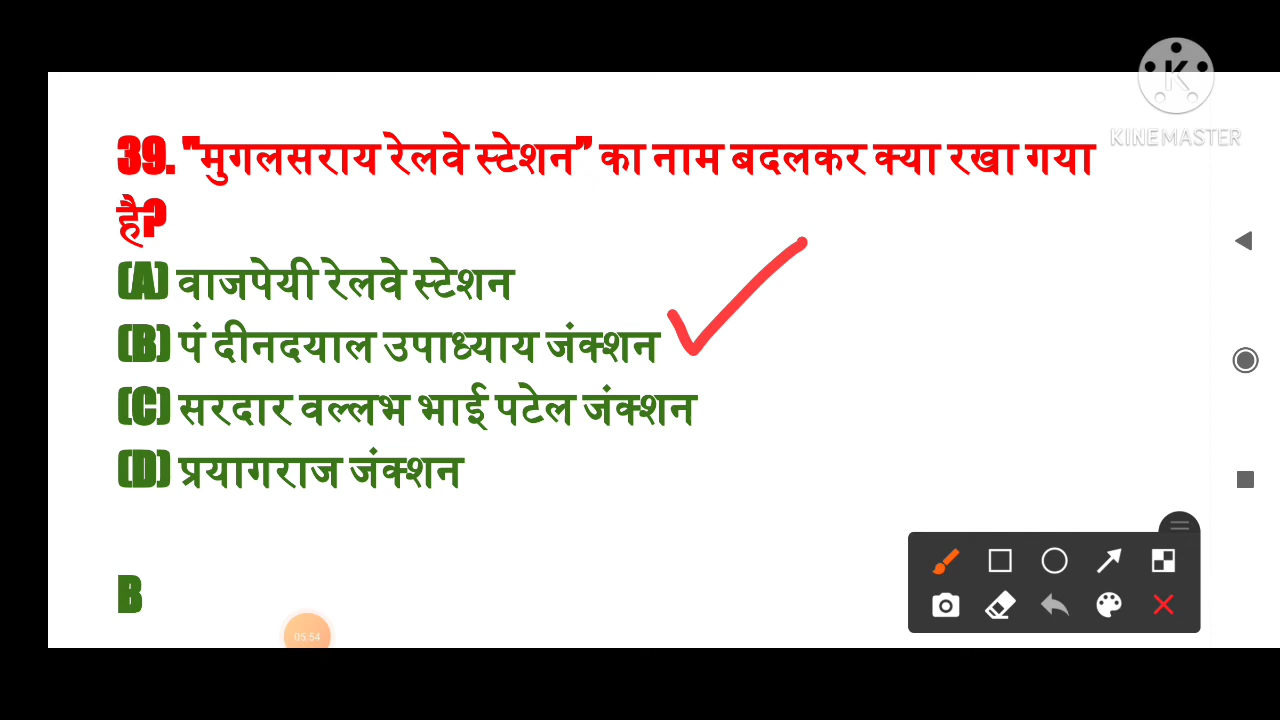 KINEMASTER
39. "मुगलसराय रेलवे स्टेशन” का नाम बदलकर क्या रखा गया
है?
(A) वाजपेयी रेलवे स्टेशन
(B) पं दीनदयाल उपाध्याय जंक्शन
(C) सरदार वल्लभ भाई पटेल जंक्शन
(D) प्रयागराज जंक्शन
B
05:54